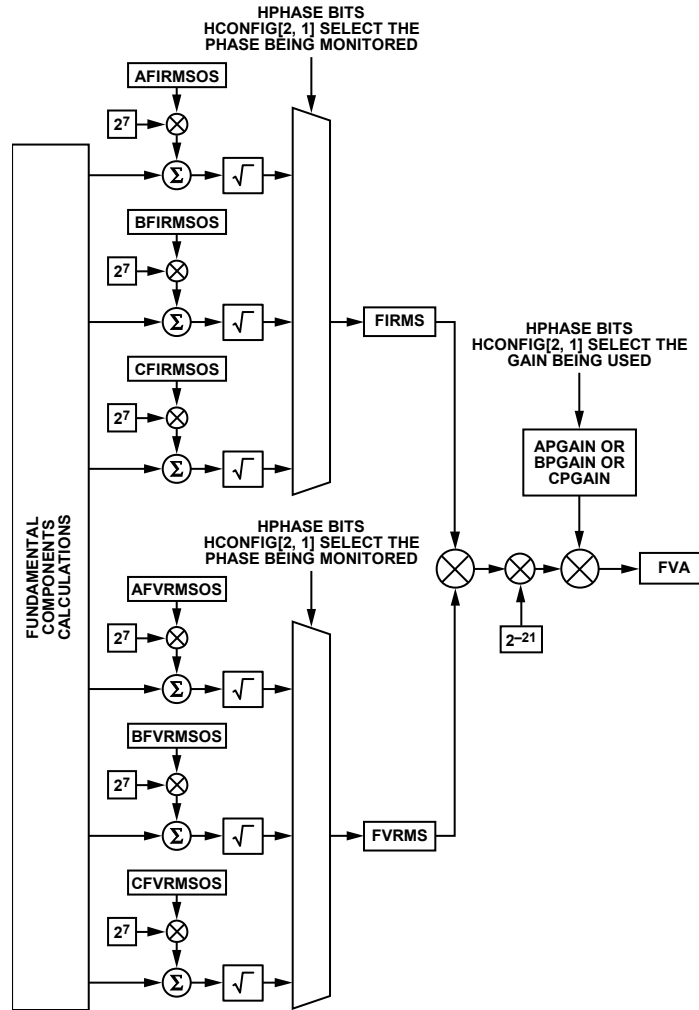 HPHASE BITS
HCONFIG[2, 1] SELECT THE
PHASE BEING MONITORED
AFIRMSOS
2⁷
Σ
√
BFIRMSOS
2⁷
Σ
√
CFIRMSOS
2⁷
Σ
√
FIRMS
HPHASE BITS
HCONFIG[2, 1] SELECT THE
GAIN BEING USED
APGAIN OR
BPGAIN OR
CPGAIN
FUNDAMENTAL
COMPONENTS
CALCULATIONS
HPHASE BITS
HCONFIG[2, 1] SELECT THE
PHASE BEING MONITORED
FVA
2⁻²¹
AFVRMSOS
2⁷
Σ
√
BFVRMSOS
2⁷
Σ
√
FVRMS
CFVRMSOS
2⁷
Σ
√